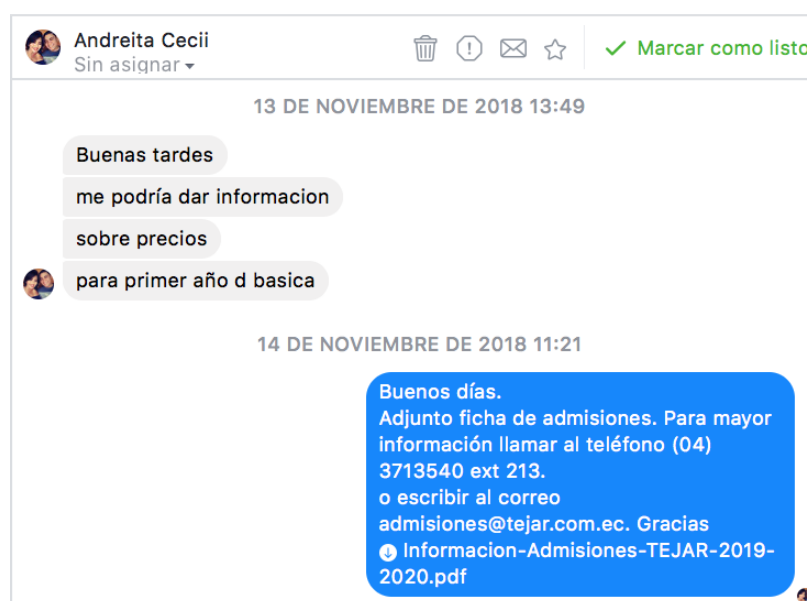 Andreita Cecii
Sin asignar
Marcar como listo
13 DE NOVIEMBRE DE 2018 13:49
Buenas tardes
me podría dar informacion
sobre precios
para primer año d basica
14 DE NOVIEMBRE DE 2018 11:21
Buenos días.
Adjunto ficha de admisiones. Para mayor
información llamar al teléfono (04)
3713540 ext 213.
o escribir al correo
admisiones@tejar.com.ec. Gracias
Informacion-Admisiones-TEJAR-2019-
2020.pdf